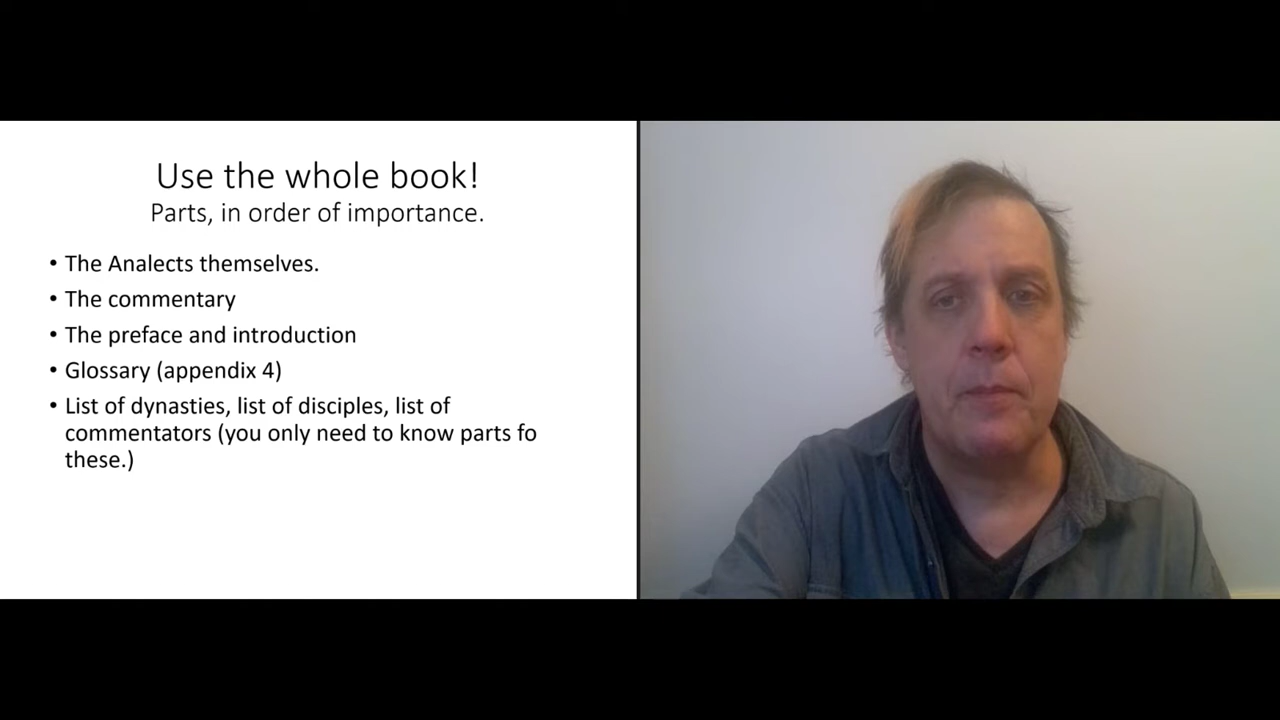 Use the whole book!
Parts, in order of importance.
• The Analects themselves.
• The commentary
• The preface and introduction
• Glossary (appendix 4)
• List of dynasties, list of disciples, list of
commentators (you only need to know parts fo
these.)